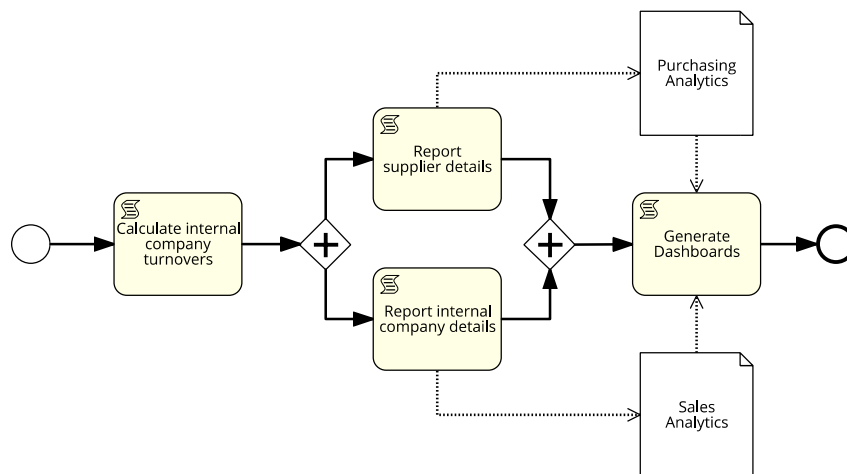 Purchasing
Analytics
Report
supplier details
Calculate internal
company
turnovers
Generate
Dashboards
Report internal
company details
Sales
Analytics